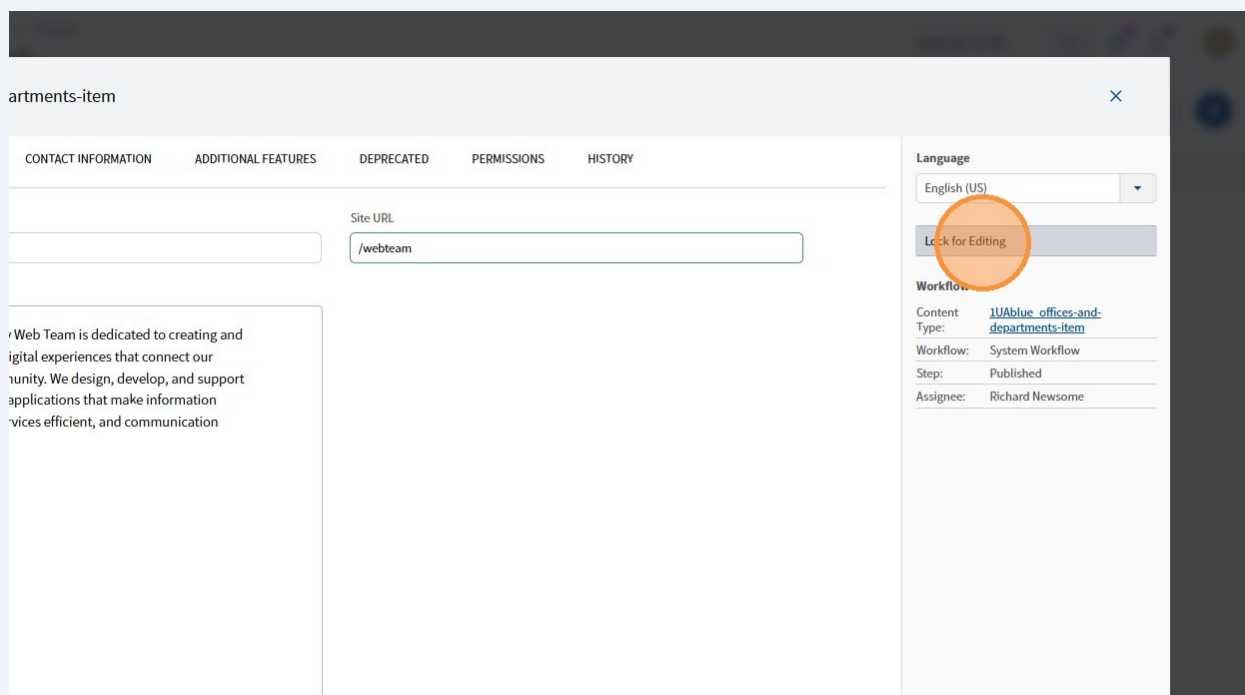 artments-item
CONTACT INFORMATION ADDITIONAL FEATURES DEPRECATED PERMISSIONS HISTORY
Site URL
/webteam
Web Team is dedicated to creating and
igital experiences that connect our
unity. We design, develop, and support
applications that make information
vices efficient, and communication
Language
English (US)
Lock for Editing
Workflow
Content Type: 1UAblue_offices-and-
departments-item
Workflow: System Workflow
Step: Published
Assignee: Richard Newsome